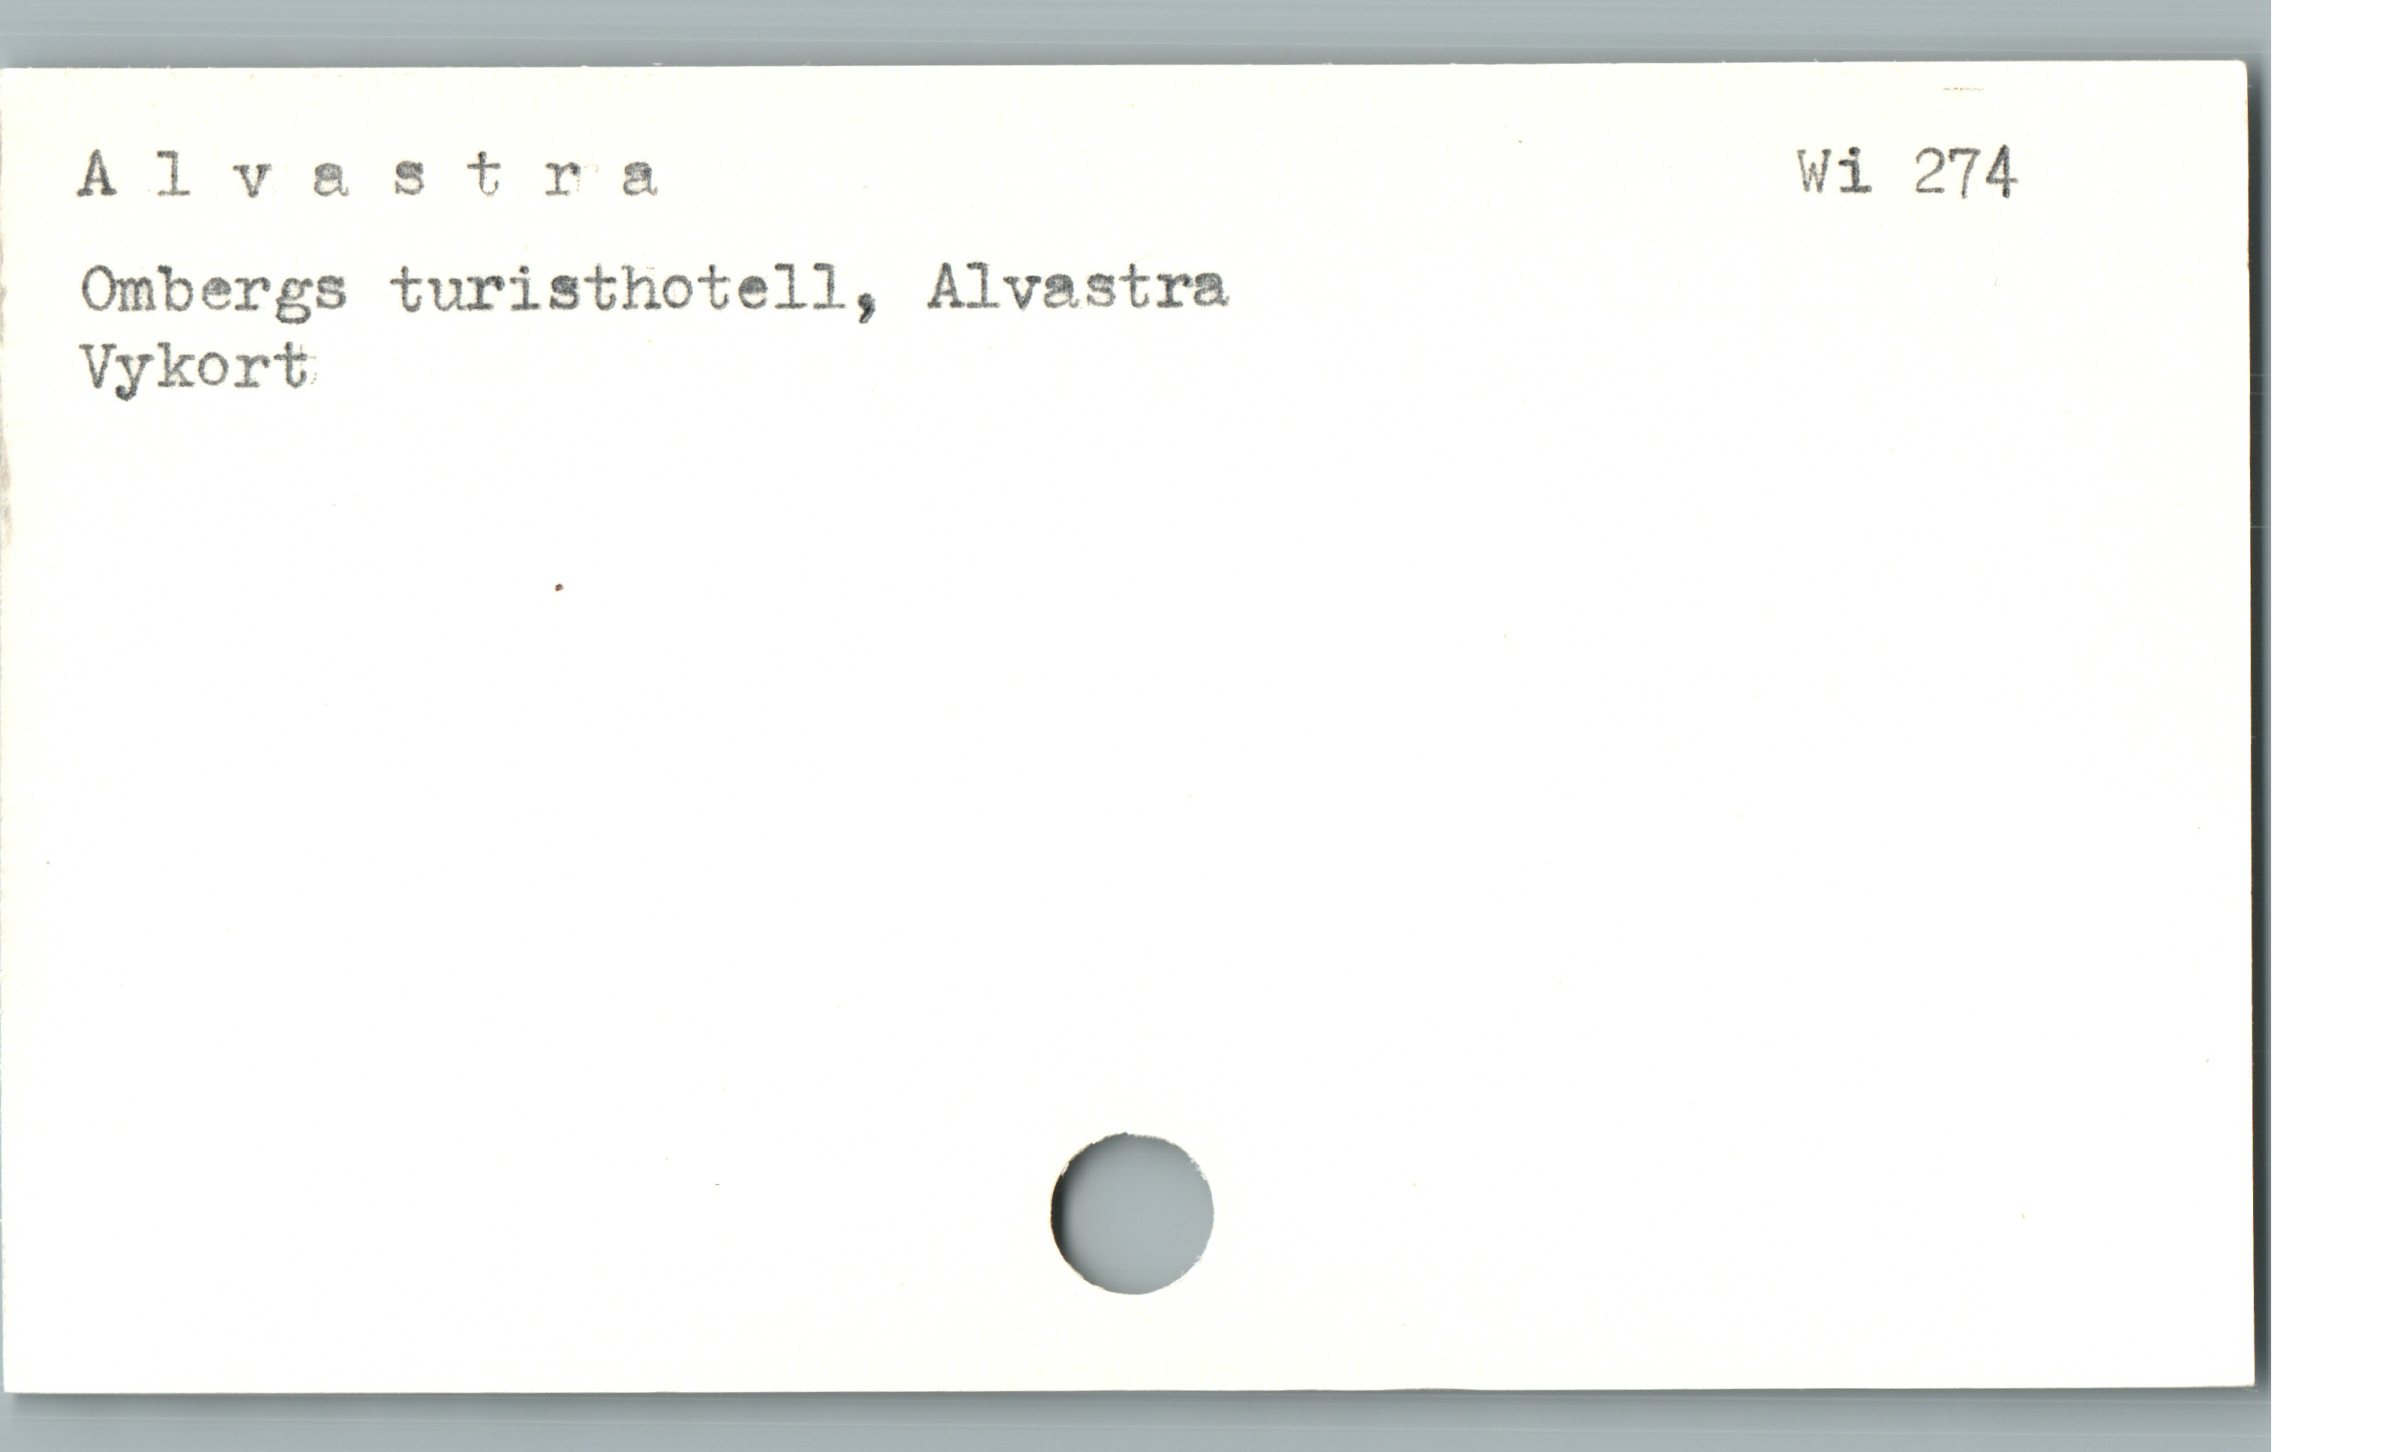 A l v a s t r a Wi 274
Ombergs turisthotell, Alvastra
Vykort